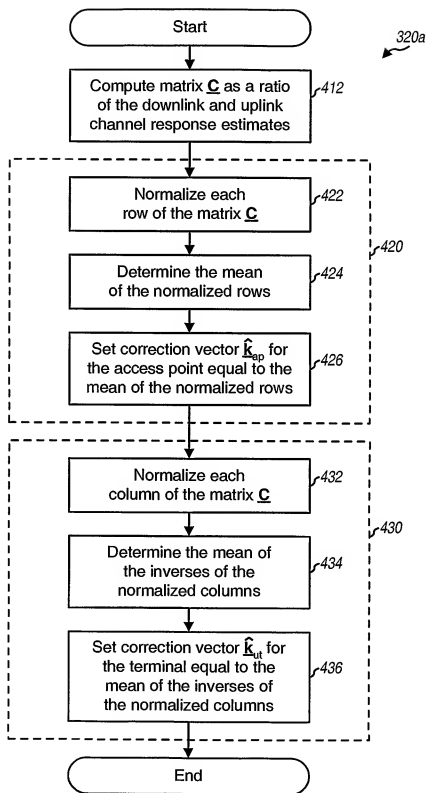 Start
320a
Compute matrix C as a ratio
of the downlink and uplink
channel response estimates
412
Normalize each
row of the matrix C
422
Determine the mean
of the normalized rows
424
420
Set correction vector k̂ap for
the access point equal to the
mean of the normalized rows
426
Normalize each
column of the matrix C
432
Determine the mean of
the inverses of the
normalized columns
434
430
Set correction vector k̂ut for
the terminal equal to the
mean of the inverses of
the normalized columns
436
End